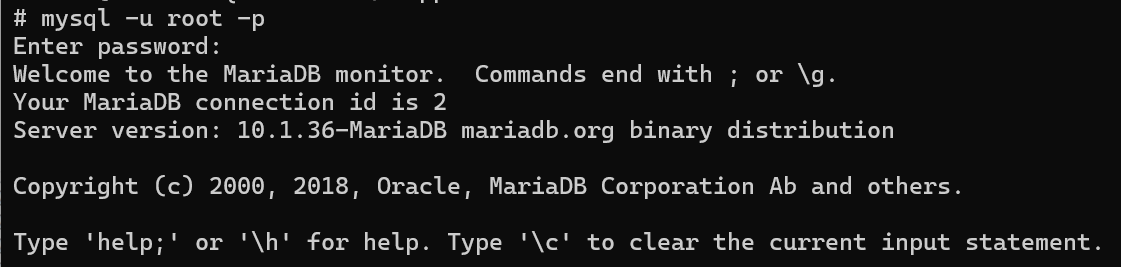 # mysql -u root -p
Enter password:
Welcome to the MariaDB monitor.  Commands end with ; or \g.
Your MariaDB connection id is 2
Server version: 10.1.36-MariaDB mariadb.org binary distribution
Copyright (c) 2000, 2018, Oracle, MariaDB Corporation Ab and others.
Type 'help;' or '\h' for help. Type '\c' to clear the current input statement.